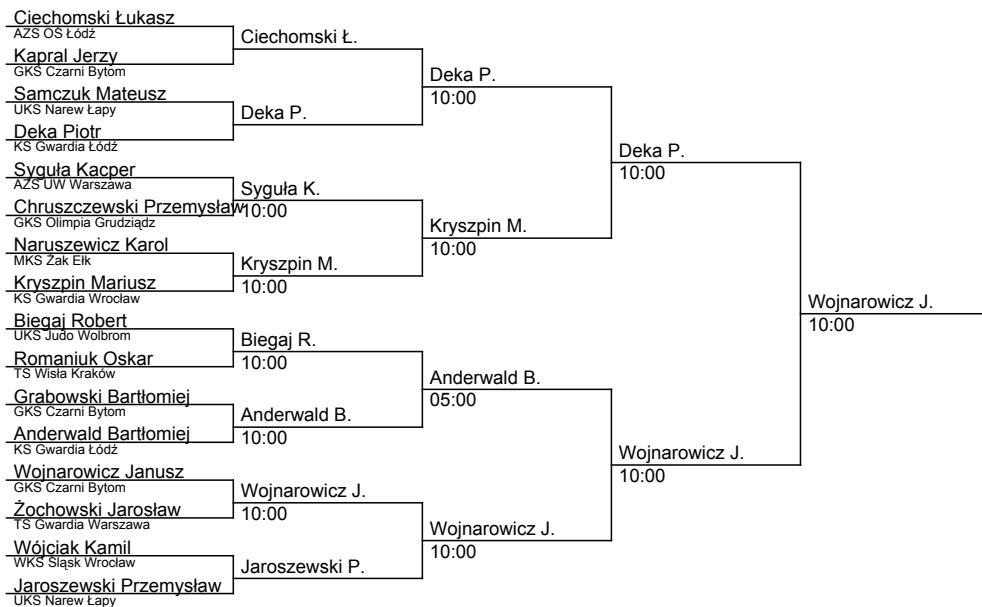 Ciechomski Łukasz
AZS OŚ Łódź
Kapral Jerzy
GKS Czarni Bytom
Samczuk Mateusz
UKS Narew Łapy
Deka Piotr
KS Gwardia Łódź
Syguła Kacper
AZS UW Warszawa
Chruszczewski Przemysław
GKS Olimpia Grudziądz
Naruszewicz Karol
MKS Żak Ełk
Kryszpin Mariusz
KS Gwardia Wrocław
Biegaj Robert
UKS Judo Wolbrom
Romaniuk Oskar
TS Wisła Kraków
Grabowski Bartłomiej
GKS Czarni Bytom
Anderwald Bartłomiej
KS Gwardia Łódź
Wojnarowicz Janusz
GKS Czarni Bytom
Żochowski Jarosław
TS Gwardia Warszawa
Wójciak Kamil
WKS Śląsk Wrocław
Jaroszewski Przemysław
UKS Narew Łapy
Ciechomski Ł.
Deka P.
Syguła K.
10:00
Kryszpin M.
10:00
Biegaj R.
10:00
Anderwald B.
10:00
Wojnarowicz J.
10:00
Jaroszewski P.
Deka P.
10:00
Kryszpin M.
10:00
Anderwald B.
05:00
Wojnarowicz J.
10:00
Deka P.
10:00
Wojnarowicz J.
10:00
Wojnarowicz J.
10:00